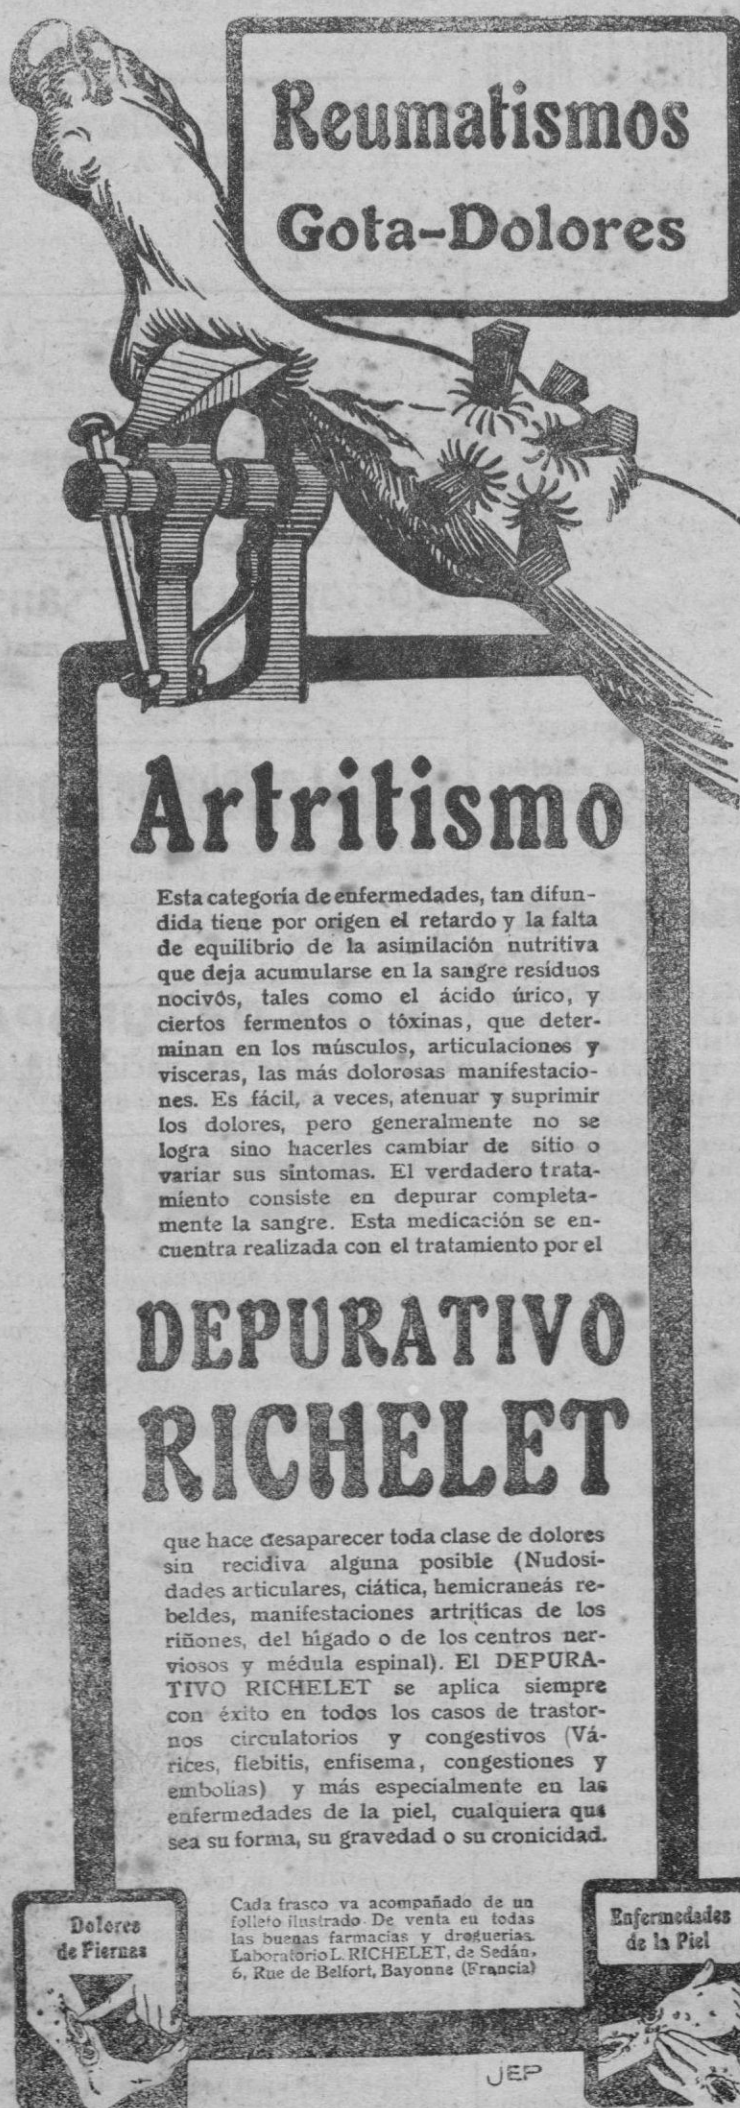 Reumatismos
Gota-Dolores
Artritismo
Esta categoría de enfermedades, tan difun-
dida tiene por origen el retardo y la falta
de equilibrio de la asimilación nutritiva
que deja acumularse en la sangre resíduos
nocivós, tales como el ácido úrico, y
ciertos fermentos o tóxinas, que deter-
minan en los músculos, articulaciones y
visceras, las más dolorosas manifestacio-
nes. Es fácil, a veces, atenuar y suprimir
los dolores, pero generalmente no se
logra sino hacerles cambiar de sitio o
variar sus sintomas. El verdadero trata-
miento consiste en depurar completa-
mente la sangre. Esta medicación se en-
cuentra realizada con el tratamiento por el
DEPURATIVO
RICHELET
que hace desaparecer toda clase de dolores
sin recidiva alguna posible (Nudosi-
dades articulares, ciática, hemicraneás re-
beldes, manifestaciones artriticas de los
riñones, del hígado o de los centros ner-
viosos y médula espinal). El DEPURA-
TIVO RICHELET se aplica siempre
con éxito en todos los casos de trastor-
nos circulatorios y congestivos (Vá-
rices, flebitis, enfisema, congestiones y
embolias) y más especialmente en las
enfermedades de la piel, cualquiera que
sea su forma, su gravedad o su cronicidad.
Dolores
de Piernas
Cada frasco va acompañado de un
folleto ilustrado. De venta en todas
las buenas farmacias y droguerias.
Laboratorio L. RICHELET, de Sedán,
6, Rue de Belfort, Bayonne (Francia)
Enfermedades
de la Piel
JEP